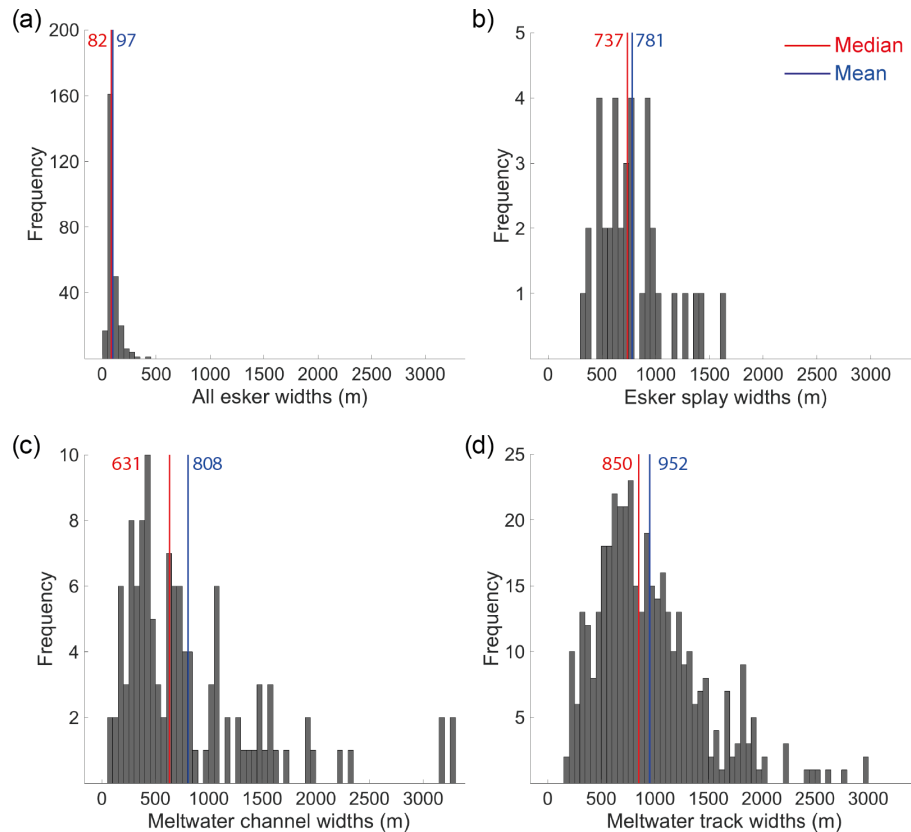 (a)
82 97
200
160
120
80
40
Frequency
0 500 1000 1500 2000 2500 3000
All esker widths (m)
(b)
737 781
Median
Mean
5
4
3
2
1
Frequency
0 500 1000 1500 2000 2500 3000
Esker splay widths (m)
(c)
631 808
10
8
6
4
2
Frequency
0 500 1000 1500 2000 2500 3000
Meltwater channel widths (m)
(d)
850 952
25
20
15
10
5
Frequency
0 500 1000 1500 2000 2500 3000
Meltwater track widths (m)